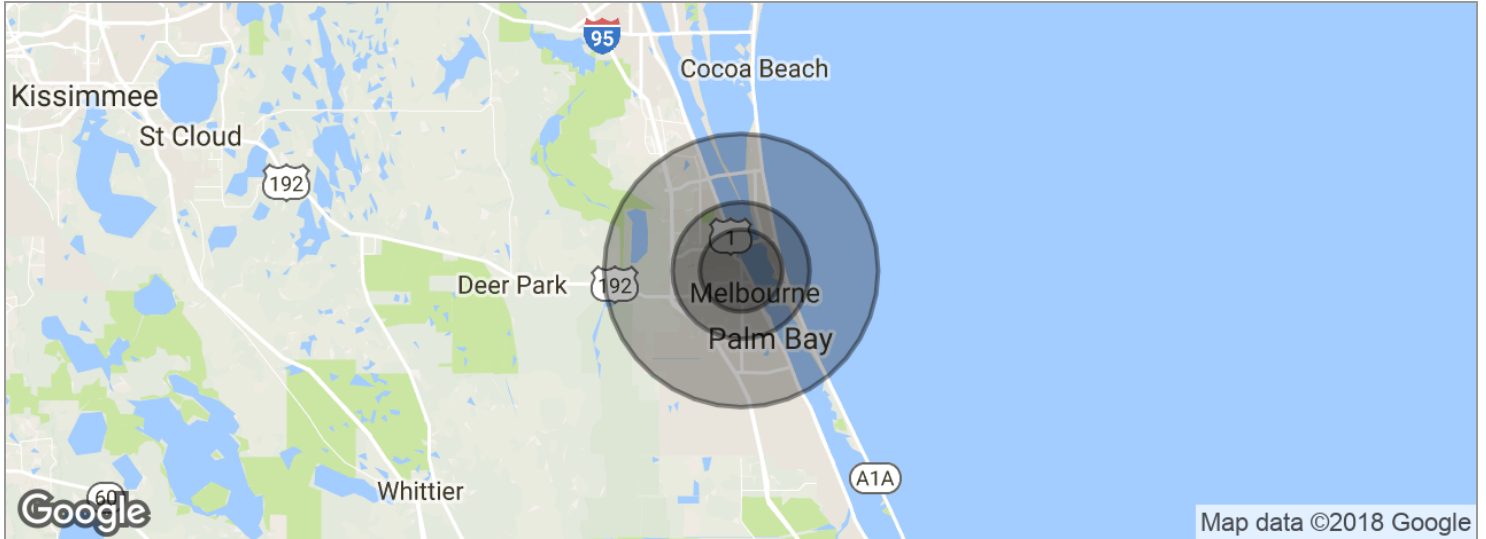 95
Cocoa Beach
Kissimmee
St Cloud
192
1
Deer Park
192
Melbourne
Palm Bay
A1A
Whittier
60
Google
Map data ©2018 Google